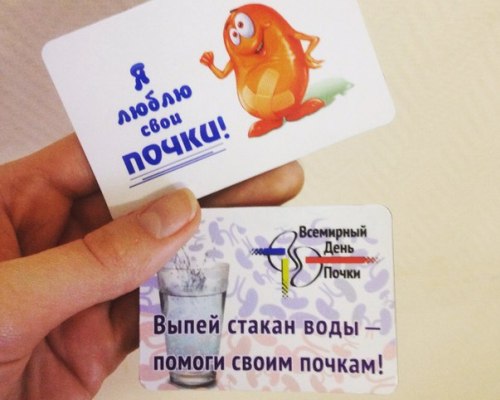 Я
люблю
свои
почки!
Всемирный
День
Почки
Выпей стакан воды —
помоги своим почкам!